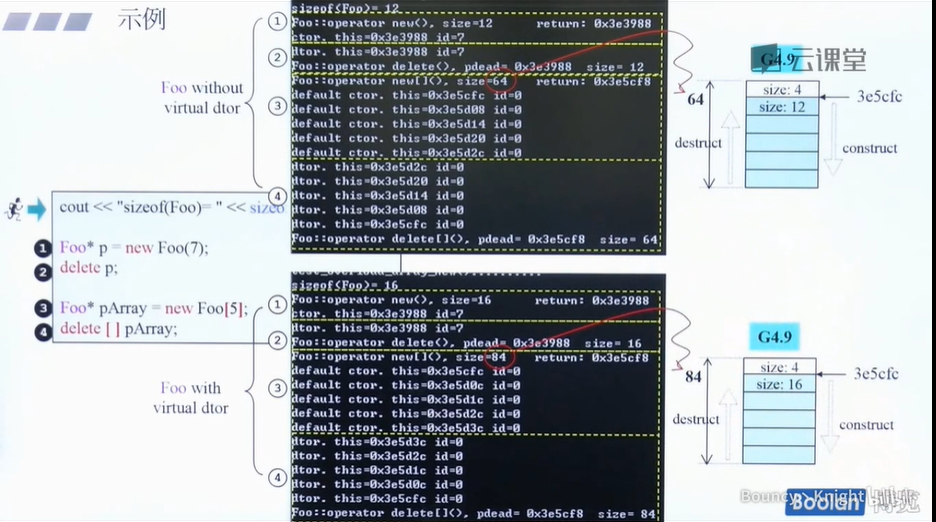 示例
sizeof(Foo)= 12
Foo::operator new(), size=12 return: 0x3e3988
ctor. this=0x3e3988 id=7
dtor. this=0x3e3988 id=7
Foo::operator delete(), pdead= 0x3e3988 size= 12
Foo::operator new[](), size=64 return: 0x3e5cf8
default ctor. this=0x3e5cfc id=0
default ctor. this=0x3e5d08 id=0
default ctor. this=0x3e5d14 id=0
default ctor. this=0x3e5d20 id=0
default ctor. this=0x3e5d2c id=0
dtor. this=0x3e5d2c id=0
dtor. this=0x3e5d20 id=0
dtor. this=0x3e5d14 id=0
dtor. this=0x3e5d08 id=0
dtor. this=0x3e5cfc id=0
Foo::operator delete[](), pdead= 0x3e5cf8 size= 64
①
②
③
④
Foo without
virtual dtor
G4.9
云课堂
64
size: 4
size: 12
3e5cfc
destruct
construct
cout << "sizeof(Foo)= " << sizeo
1 Foo* p = new Foo(7);
2 delete p;
3 Foo* pArray = new Foo[5];
4 delete [ ] pArray;
sizeof(Foo)= 16
Foo::operator new(), size=16 return: 0x3e3988
ctor. this=0x3e3988 id=7
dtor. this=0x3e3988 id=7
Foo::operator delete(), pdead= 0x3e3988 size= 16
Foo::operator new[](), size=84 return: 0x3e5cf8
default ctor. this=0x3e5cfc id=0
default ctor. this=0x3e5d0c id=0
default ctor. this=0x3e5d1c id=0
default ctor. this=0x3e5d2c id=0
default ctor. this=0x3e5d3c id=0
dtor. this=0x3e5d3c id=0
dtor. this=0x3e5d2c id=0
dtor. this=0x3e5d1c id=0
dtor. this=0x3e5d0c id=0
dtor. this=0x3e5cfc id=0
Foo::operator delete[](), pdead= 0x3e5cf8 size= 84
①
②
③
④
Foo with
virtual dtor
G4.9
84
size: 4
size: 16
3e5cfc
destruct
construct
Boolan 博览